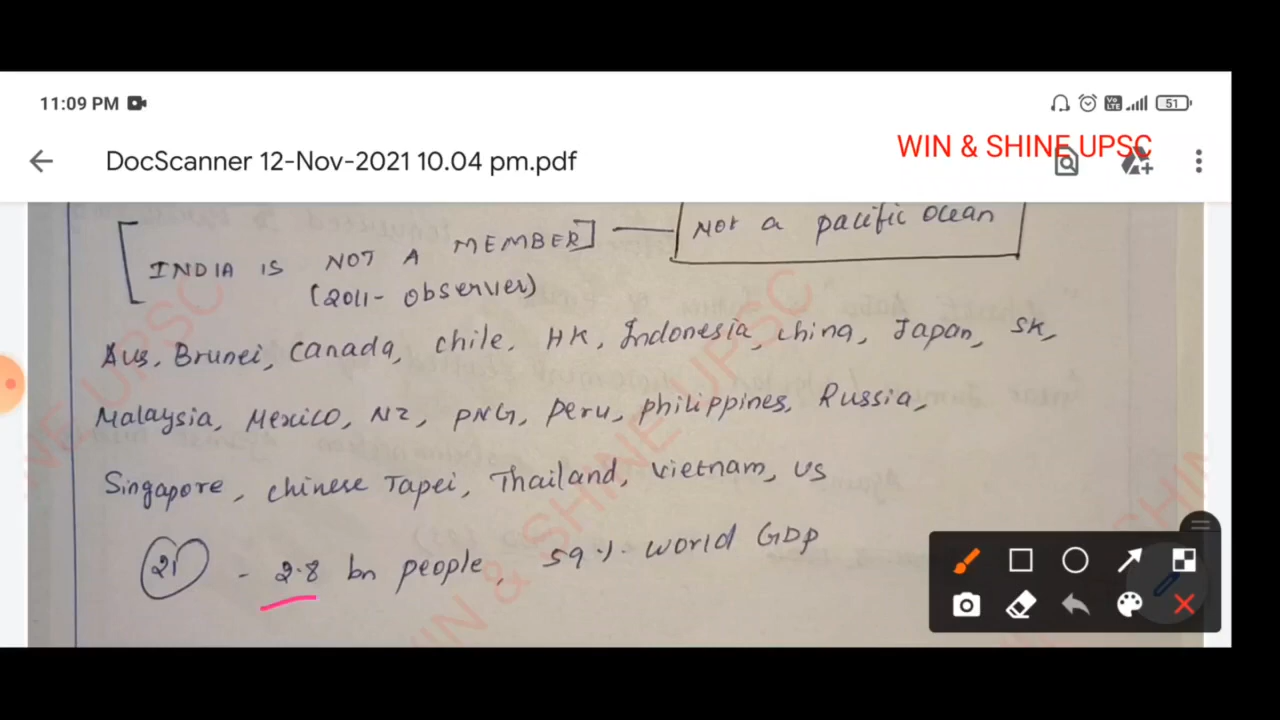 11:09 PM
51
DocScanner 12-Nov-2021 10.04 pm.pdf
WIN & SHINE UPSC
[INDIA IS NOT A MEMBER] — Not a pacific ocean
(2011- observer)
Aus, Brunei, Canada, chile, HK, Indonesia, china, Japan, SK,
Malaysia, Mexico, NZ, PNG, peru, philippines, Russia,
Singapore, chinese Tapei, Thailand, vietnam, US
21 - 2.8 bn people, 59% world GDP